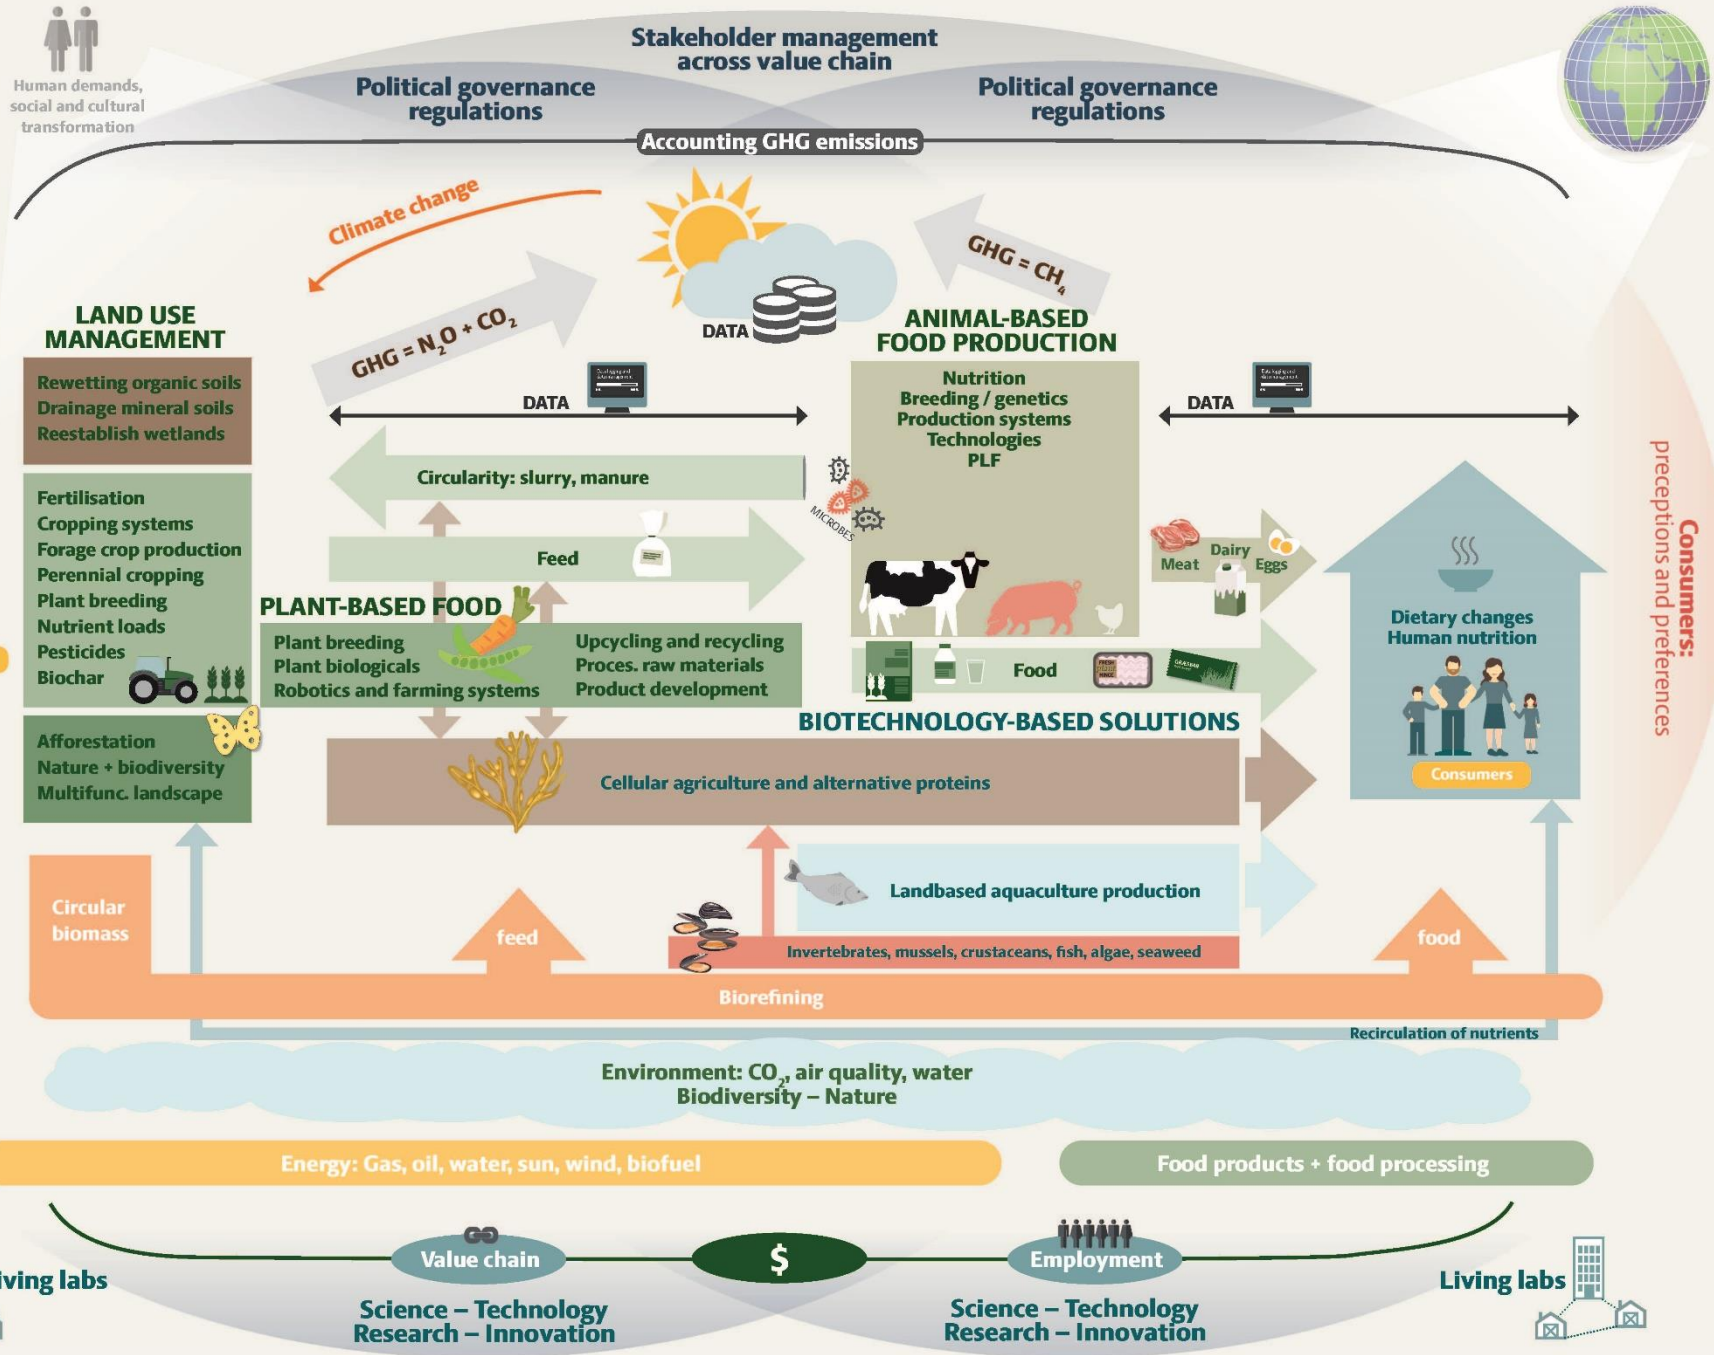 Human demands,
social and cultural
transformation
Stakeholder management
across value chain
Political governance
regulations
Political governance
regulations
Accounting GHG emissions
Climate change
GHG = N2O + CO2
GHG = CH4
DATA
LAND USE
MANAGEMENT
Rewetting organic soils
Drainage mineral soils
Reestablish wetlands
Fertilisation
Cropping systems
Forage crop production
Perennial cropping
Plant breeding
Nutrient loads
Pesticides
Biochar
Afforestation
Nature + biodiversity
Multifunc. landscape
DATA
Circularity: slurry, manure
Feed
MICROBES
PLANT-BASED FOOD
Plant breeding
Plant biologicals
Robotics and farming systems
Upcycling and recycling
Proces. raw materials
Product development
ANIMAL-BASED
FOOD PRODUCTION
Nutrition
Breeding / genetics
Production systems
Technologies
PLF
DATA
Meat
Dairy
Eggs
Food
BIOTECHNOLOGY-BASED SOLUTIONS
Cellular agriculture and alternative proteins
Landbased aquaculture production
Invertebrates, mussels, crustaceans, fish, algae, seaweed
Dietary changes
Human nutrition
Consumers
Consumers:
preceptions and preferences
Circular
biomass
feed
food
Biorefining
Recirculation of nutrients
Environment: CO2, air quality, water
Biodiversity – Nature
Energy: Gas, oil, water, sun, wind, biofuel
Food products + food processing
Value chain
$
Employment
iving labs
Science – Technology
Research – Innovation
Science – Technology
Research – Innovation
Living labs